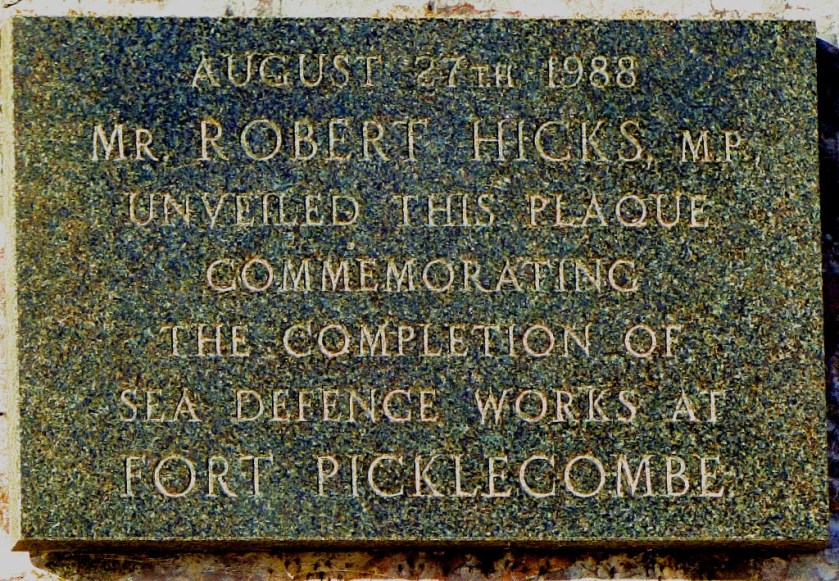 AUGUST 27TH 1988
MR. ROBERT HICKS, M.P.,
UNVEILED THIS PLAQUE
COMMEMORATING
THE COMPLETION OF
SEA DEFENCE WORKS AT
FORT PICKLECOMBE.